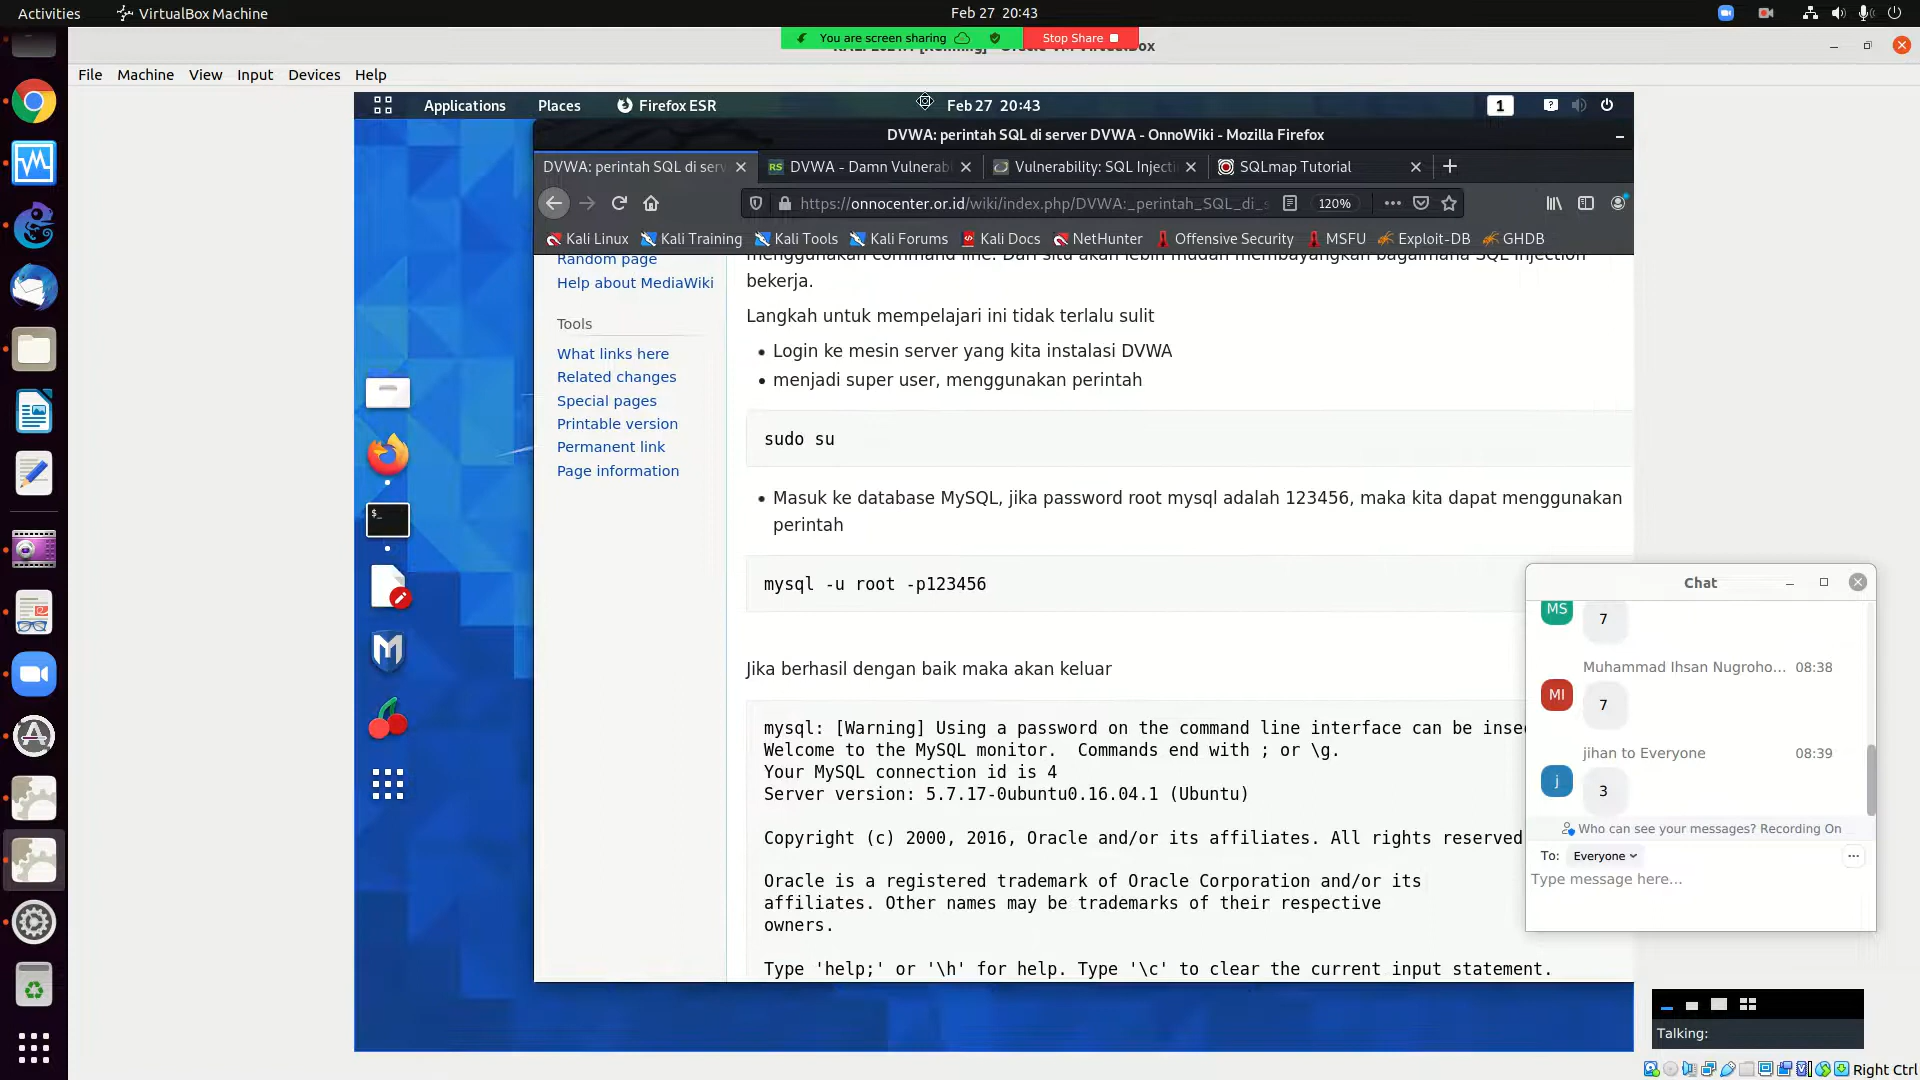 Activities
VirtualBox Machine
Feb 27 20:43
You are screen sharing
Stop Share
File Machine View Input Devices Help
Applications Places Firefox ESR
Feb 27 20:43
1
DVWA: perintah SQL di server DVWA - OnnoWiki - Mozilla Firefox
DVWA: perintah SQL di serv
DVWA - Damn Vulnerab
Vulnerability: SQL Injecti
SQLmap Tutorial
https://onnocenter.or.id/wiki/index.php/DVWA:_perintah_SQL_di_s
120%
Kali Linux Kali Training Kali Tools Kali Forums Kali Docs NetHunter Offensive Security MSFU Exploit-DB GHDB
menggunakan command line. Dari situ akan lebih mudah membayangkan bagaimana SQL Injection
bekerja.
Random page
Help about MediaWiki
Tools
What links here
Related changes
Special pages
Printable version
Permanent link
Page information
Langkah untuk mempelajari ini tidak terlalu sulit
• Login ke mesin server yang kita instalasi DVWA
• menjadi super user, menggunakan perintah
sudo su
• Masuk ke database MySQL, jika password root mysql adalah 123456, maka kita dapat menggunakan
perintah
mysql -u root -p123456
Jika berhasil dengan baik maka akan keluar
mysql: [Warning] Using a password on the command line interface can be inse
Welcome to the MySQL monitor.  Commands end with ; or \g.
Your MySQL connection id is 4
Server version: 5.7.17-0ubuntu0.16.04.1 (Ubuntu)
Copyright (c) 2000, 2016, Oracle and/or its affiliates. All rights reserved
Oracle is a registered trademark of Oracle Corporation and/or its
affiliates. Other names may be trademarks of their respective
owners.
Type 'help;' or '\h' for help. Type '\c' to clear the current input statement.
Chat
MS
7
Muhammad Ihsan Nugroho... 08:38
MI
7
jihan to Everyone 08:39
j
3
Who can see your messages? Recording On
To: Everyone
Type message here...
Talking:
Right Ctrl